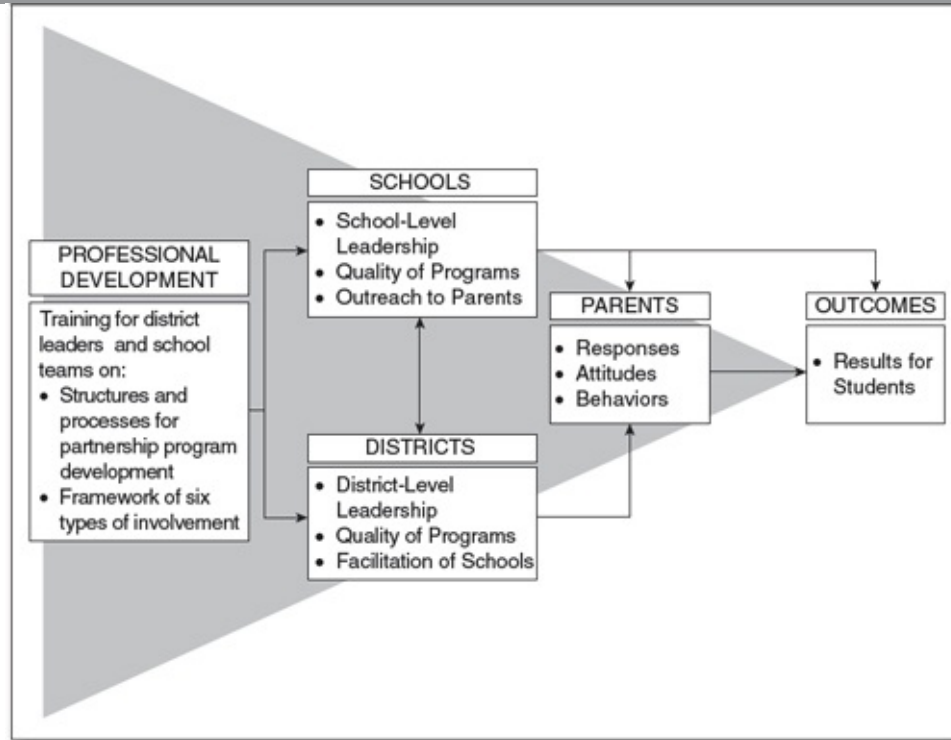 PROFESSIONAL
DEVELOPMENT
Training for district
leaders and school
teams on:
• Structures and
processes for
partnership program
development
• Framework of six
types of involvement
SCHOOLS
• School-Level
Leadership
• Quality of Programs
• Outreach to Parents
DISTRICTS
• District-Level
Leadership
• Quality of Programs
• Facilitation of Schools
PARENTS
• Responses
• Attitudes
• Behaviors
OUTCOMES
• Results for
Students